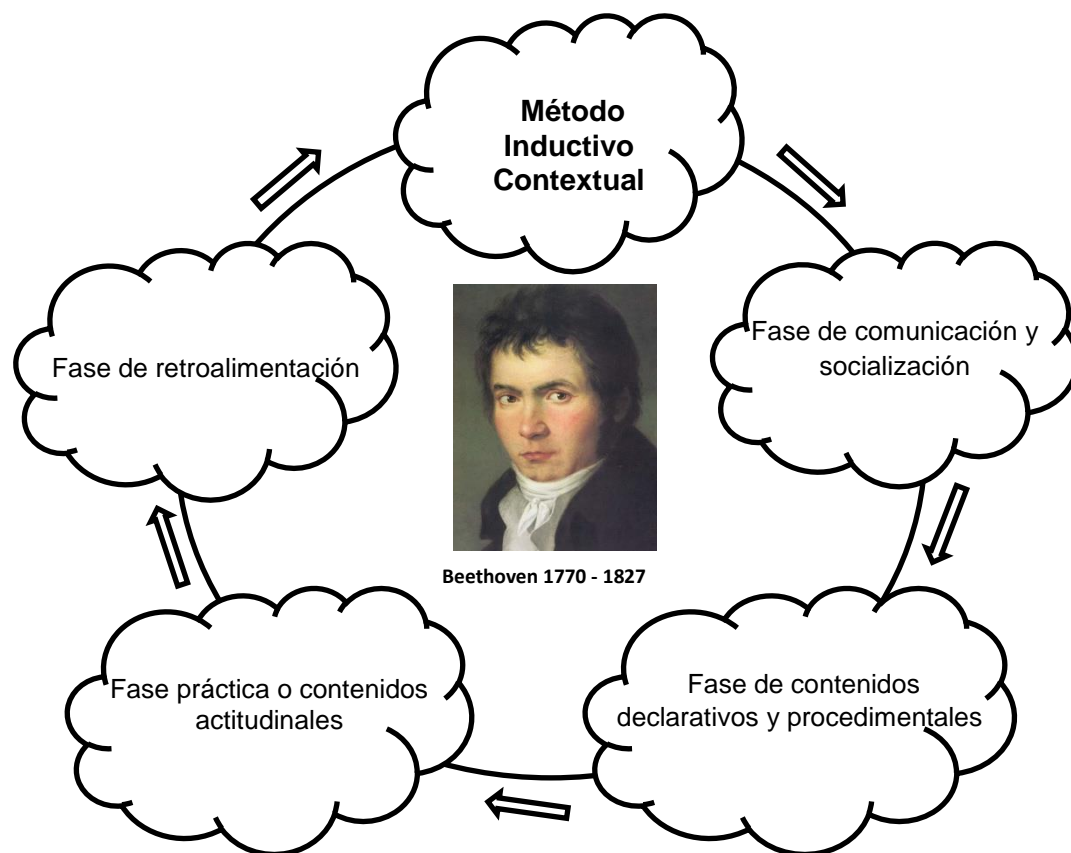 Método
Inductivo
Contextual
Fase de comunicación y
socialización
Fase de retroalimentación
Beethoven 1770 - 1827
Fase de contenidos
declarativos y procedimentales
Fase práctica o contenidos
actitudinales